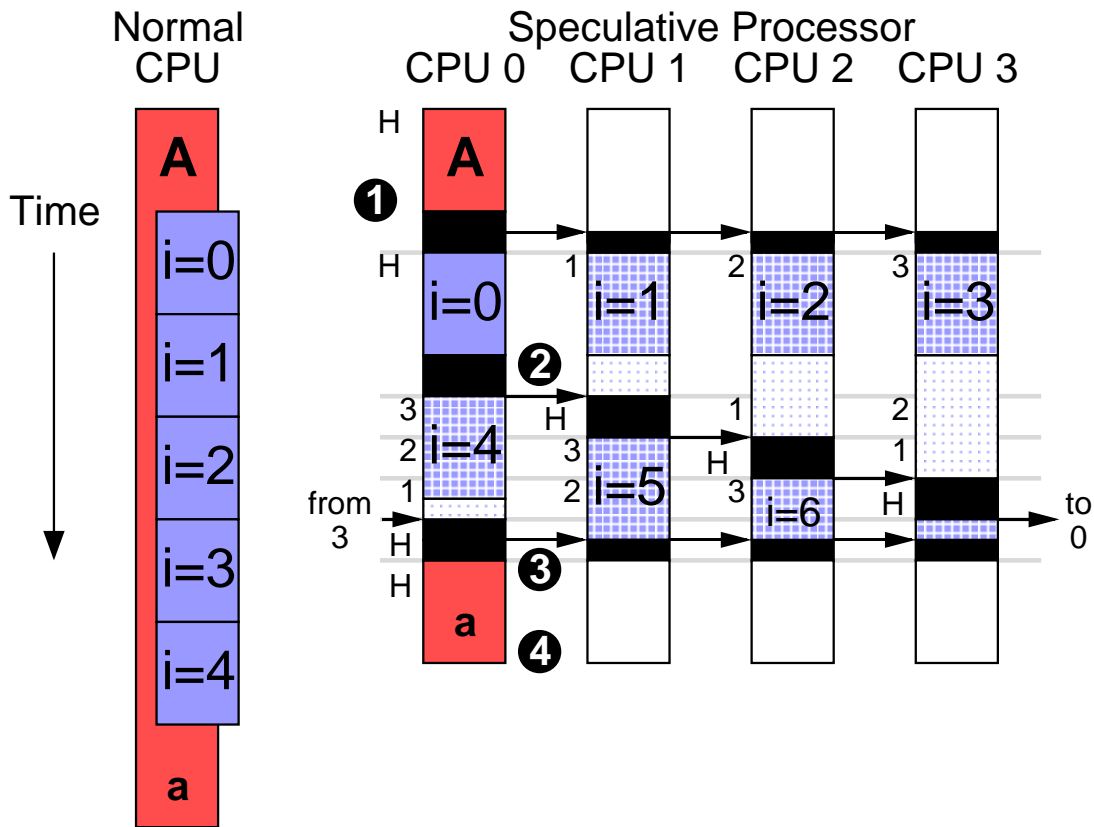 Normal
CPU
Speculative Processor
CPU 0 CPU 1 CPU 2 CPU 3
Time
A
i=0
i=1
i=2
i=3
i=4
a
H
A
1
H
1
2
3
i=0
i=1
i=2
i=3
2
3
H
1
2
i=4
2
3
H
1
i=5
1
2
3
H
i=6
from
3
to
0
H
3
H
a
4